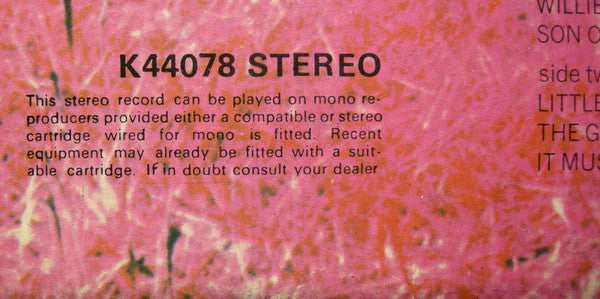 K44078 STEREO
This stereo record can be played on mono re-
producers provided either a compatible or stereo
cartridge wired for mono is fitted. Recent
equipment may already be fitted with a suit-
able cartridge. If in doubt consult your dealer
WILLIE
SON O
side tw
LITTLE
THE G
IT MUS